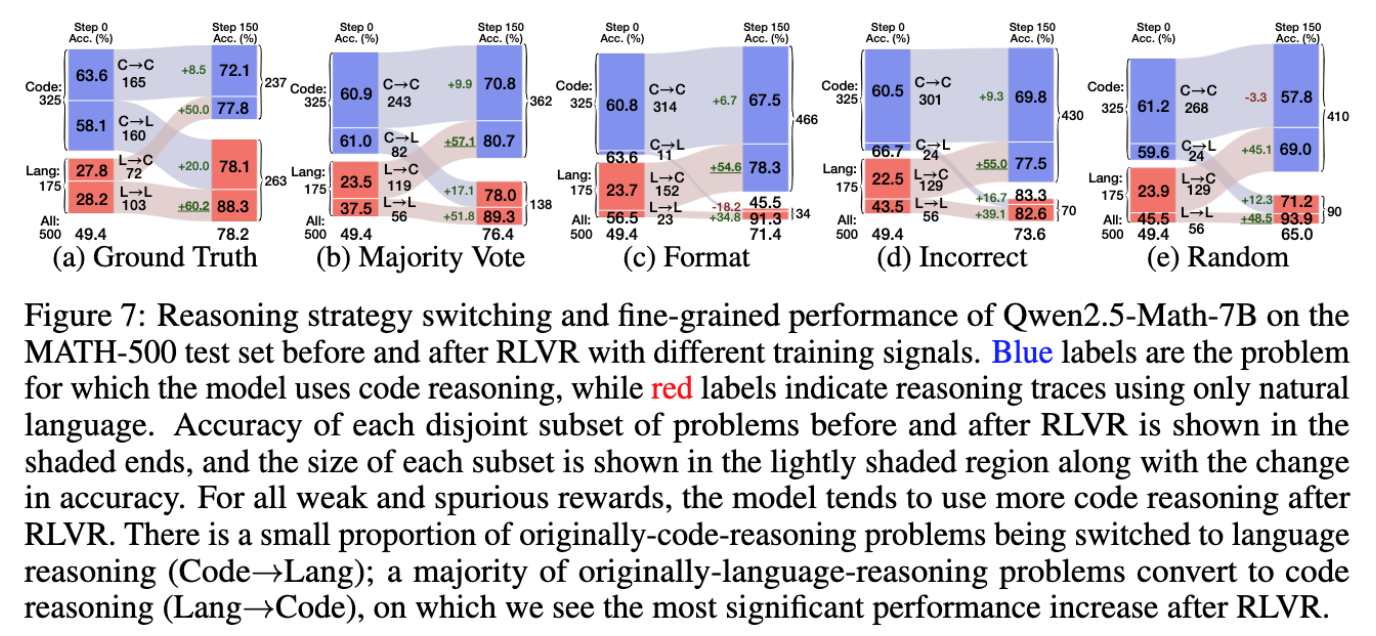 Step 0 Step 150
Acc. (%) Acc. (%)
Code: 325
63.6 C→C 165 +8.5 72.1 237
+50.0 77.8
58.1 C→L 160
+20.0 78.1 263
Lang: 175
27.8 L→C 72
28.2 L→L 103 +60.2 88.3
All: 500 49.4 78.2
(a) Ground Truth
Step 0 Step 150
Acc. (%) Acc. (%)
Code: 325
60.9 C→C 243 +9.9 70.8 362
61.0 C→L 82 +57.1 80.7
Lang: 175
23.5 L→C 119 +17.1 78.0 138
37.5 L→L 56 +51.8 89.3
All: 500 49.4 76.4
(b) Majority Vote
Step 0 Step 150
Acc. (%) Acc. (%)
Code: 325
60.8 C→C 314 +6.7 67.5 466
63.6 C→L 11 +54.6 78.3
Lang: 175
23.7 L→C 152 -18.2 45.5 34
56.5 L→L 23 +34.8 91.3
All: 500 49.4 71.4
(c) Format
Step 0 Step 150
Acc. (%) Acc. (%)
Code: 325
60.5 C→C 301 +9.3 69.8 430
66.7 C→L 24 +55.0 77.5
Lang: 175
22.5 L→C 129 +16.7 83.3 70
43.5 L→L 56 +39.1 82.6
All: 500 49.4 73.6
(d) Incorrect
Step 0 Step 150
Acc. (%) Acc. (%)
Code: 325
61.2 C→C 268 -3.3 57.8 410
59.6 C→L 24 +45.1 69.0
Lang: 175
23.9 L→C 129 +12.3 71.2 90
45.5 L→L 56 +48.5 93.9
All: 500 49.4 65.0
(e) Random
Figure 7: Reasoning strategy switching and fine-grained performance of Qwen2.5-Math-7B on the
MATH-500 test set before and after RLVR with different training signals. Blue labels are the problem
for which the model uses code reasoning, while red labels indicate reasoning traces using only natural
language. Accuracy of each disjoint subset of problems before and after RLVR is shown in the
shaded ends, and the size of each subset is shown in the lightly shaded region along with the change
in accuracy. For all weak and spurious rewards, the model tends to use more code reasoning after
RLVR. There is a small proportion of originally-code-reasoning problems being switched to language
reasoning (Code→Lang); a majority of originally-language-reasoning problems convert to code
reasoning (Lang→Code), on which we see the most significant performance increase after RLVR.